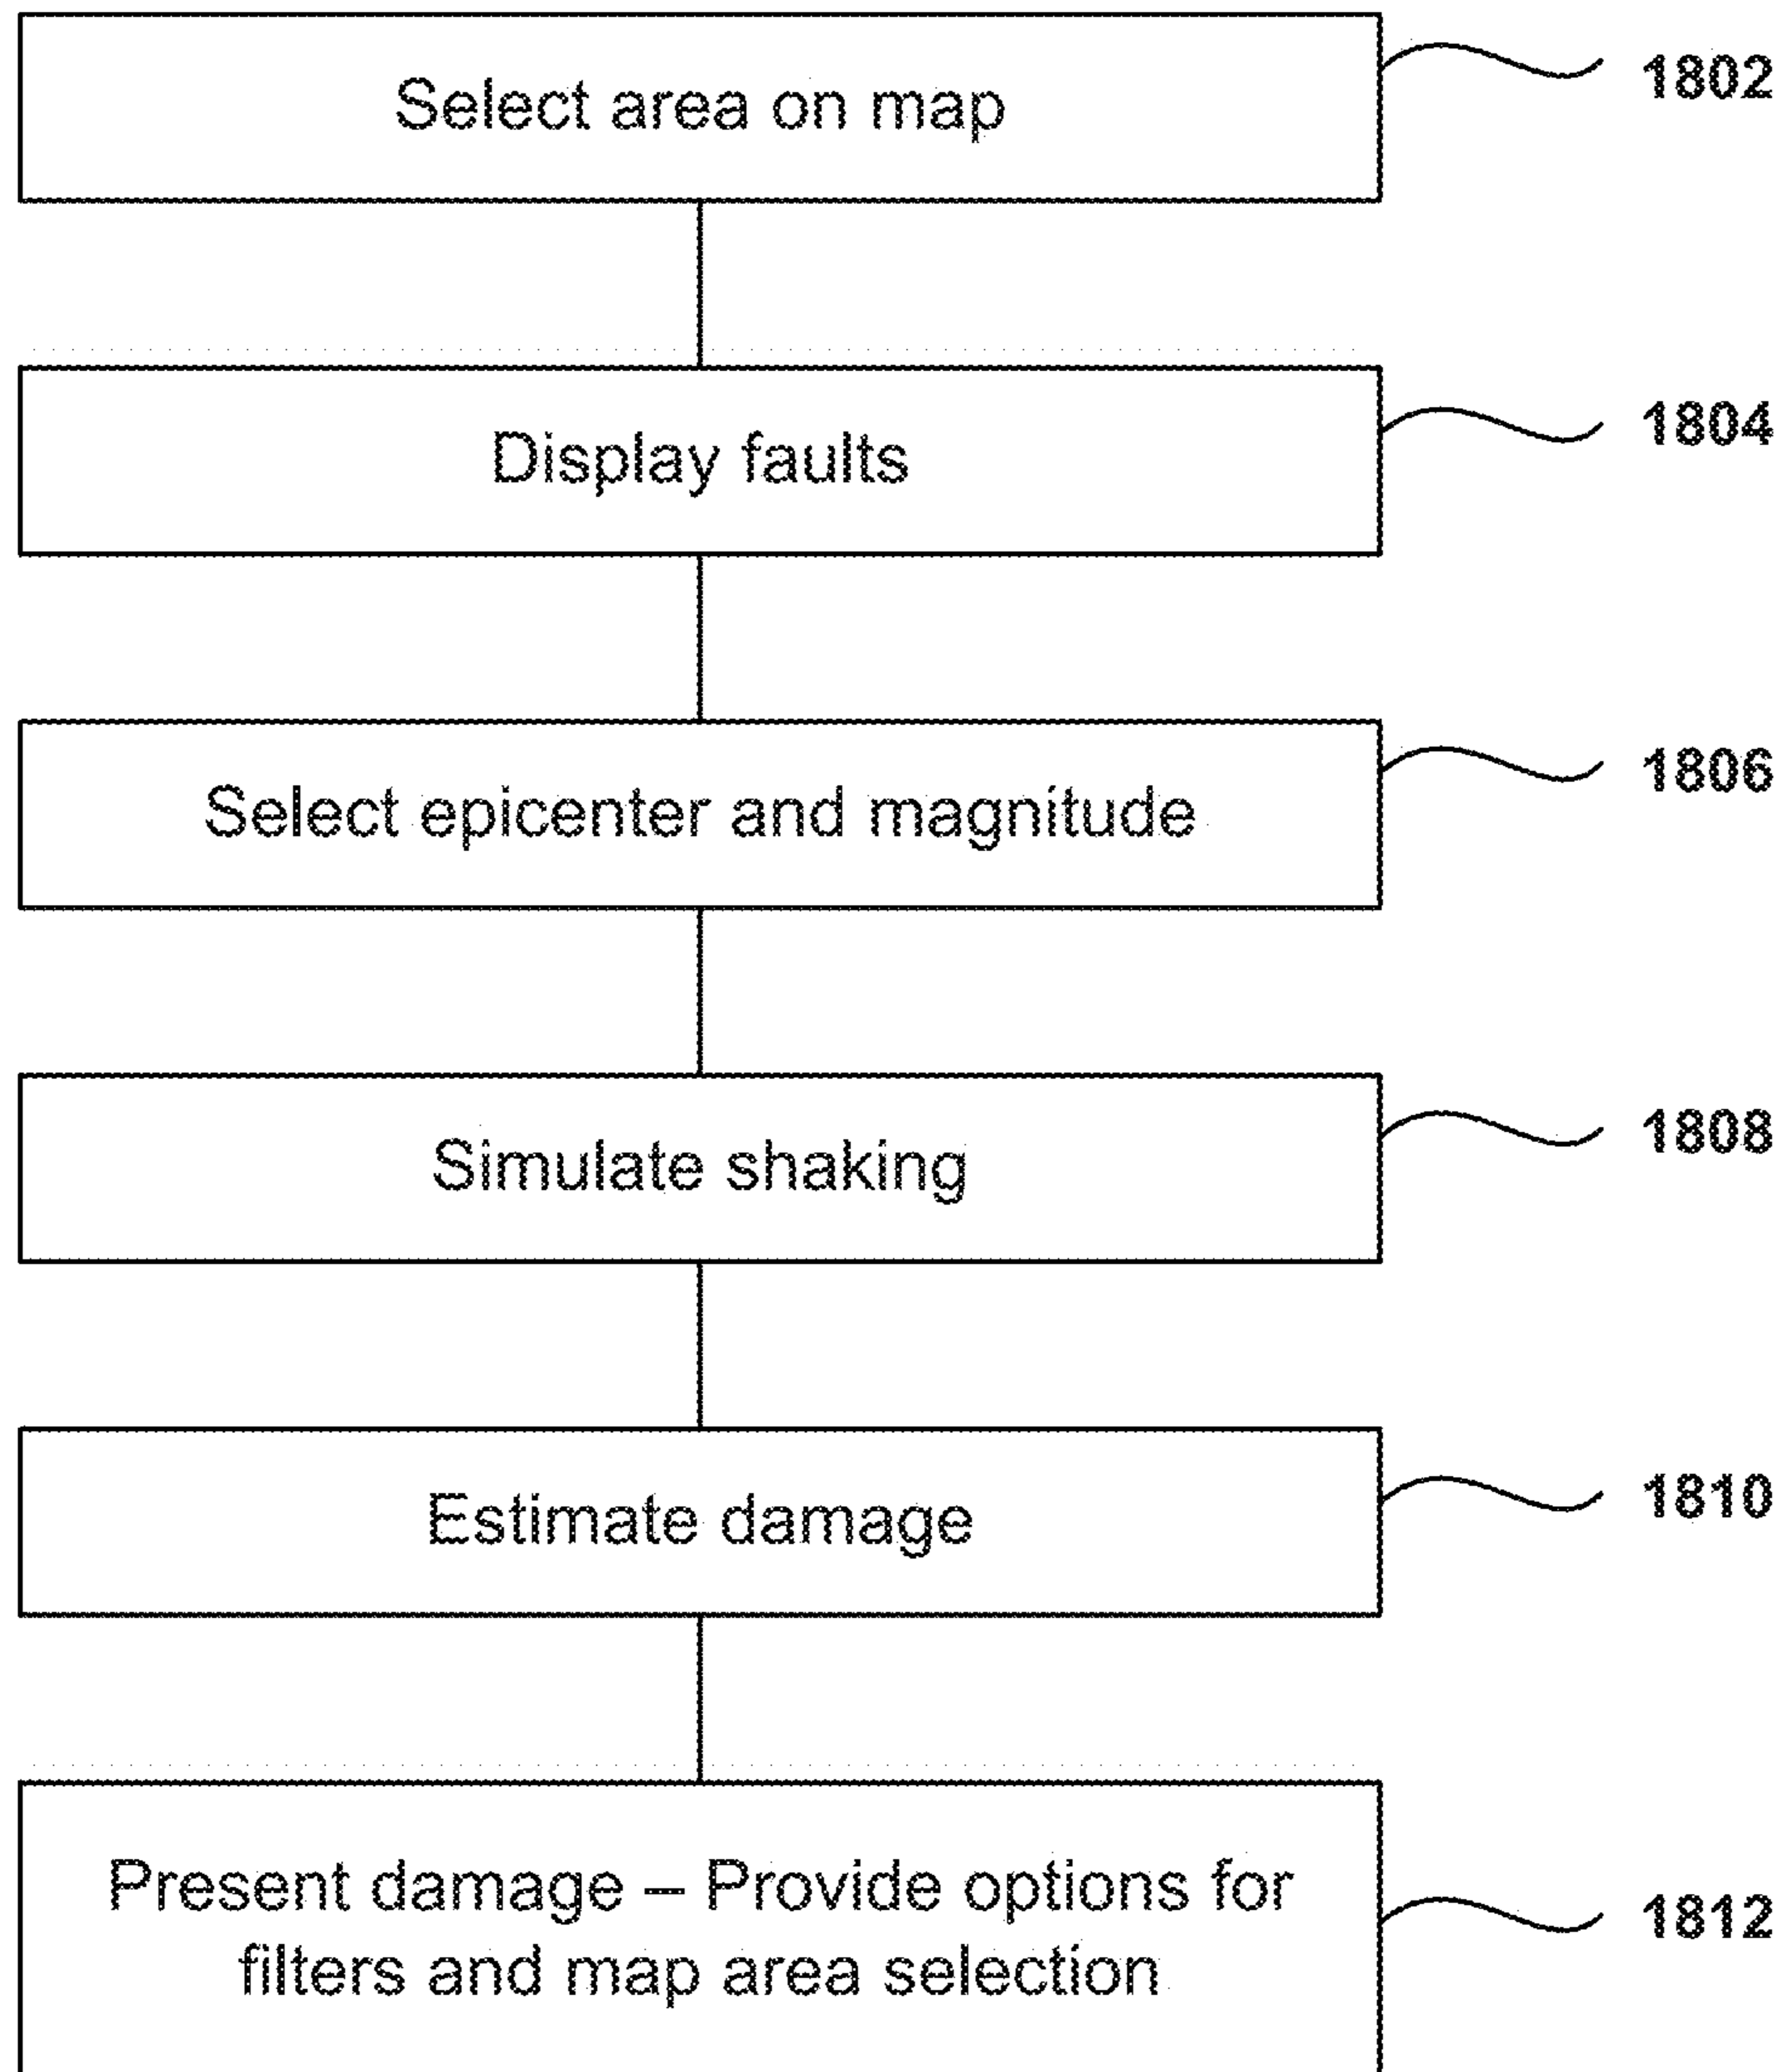 Select area on map
1802
Display faults
1804
Select epicenter and magnitude
1806
Simulate shaking
1808
Estimate damage
1810
Present damage – Provide options for
filters and map area selection
1812